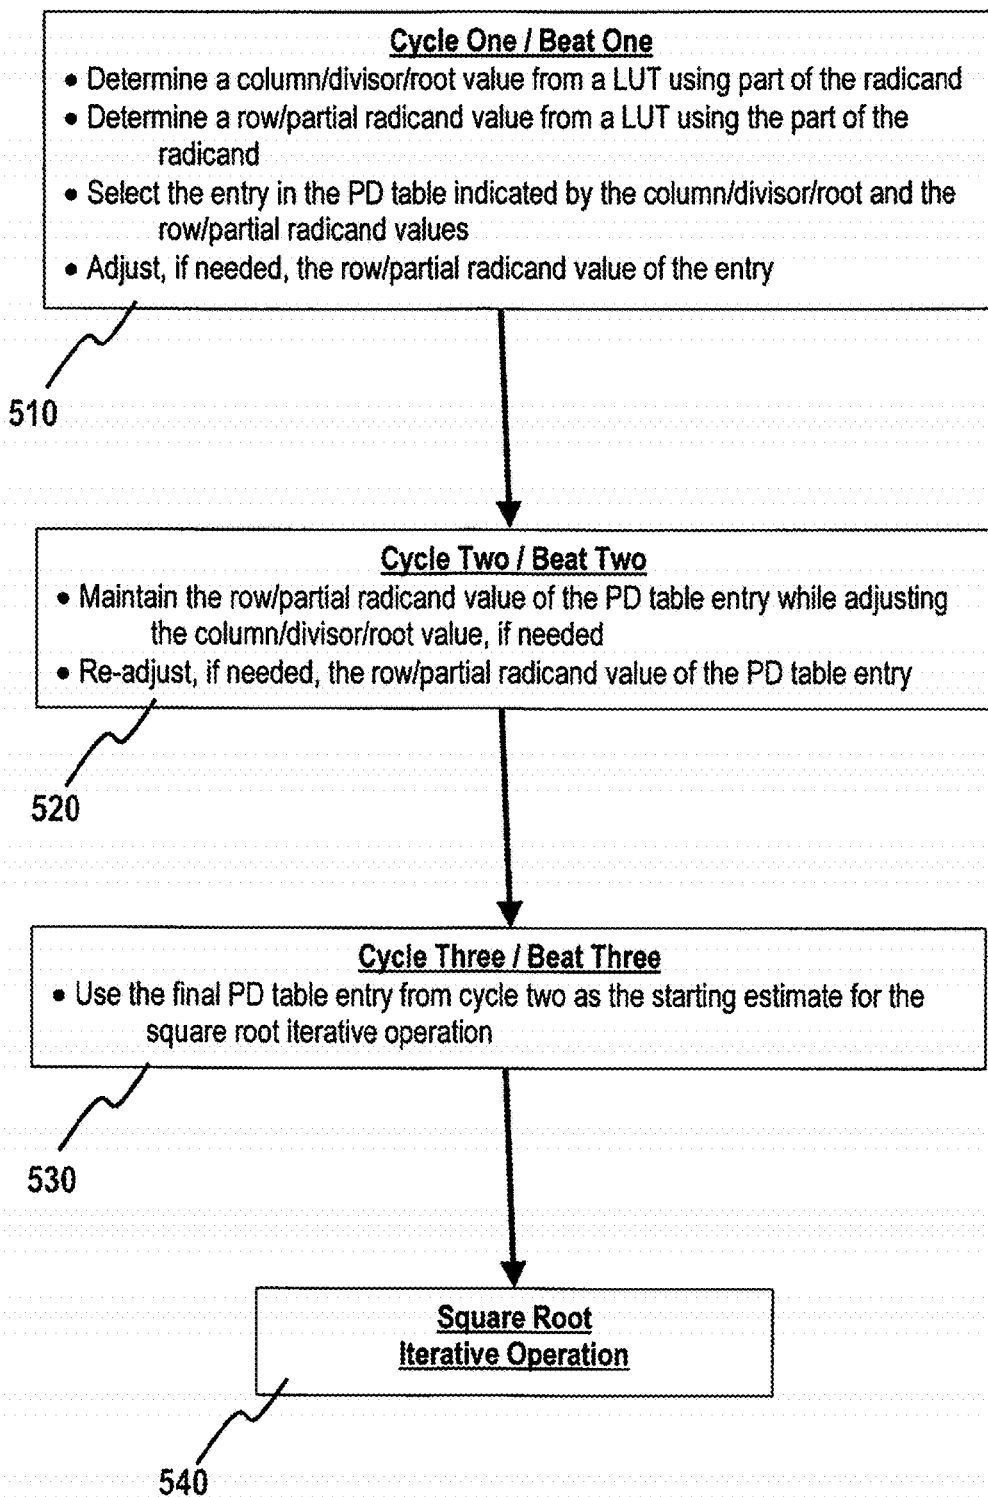 Cycle One / Beat One
• Determine a column/divisor/root value from a LUT using part of the radicand
• Determine a row/partial radicand value from a LUT using the part of the
radicand
• Select the entry in the PD table indicated by the column/divisor/root and the
row/partial radicand values
• Adjust, if needed, the row/partial radicand value of the entry
510
Cycle Two / Beat Two
• Maintain the row/partial radicand value of the PD table entry while adjusting
the column/divisor/root value, if needed
• Re-adjust, if needed, the row/partial radicand value of the PD table entry
520
Cycle Three / Beat Three
• Use the final PD table entry from cycle two as the starting estimate for the
square root iterative operation
530
Square Root
Iterative Operation
540